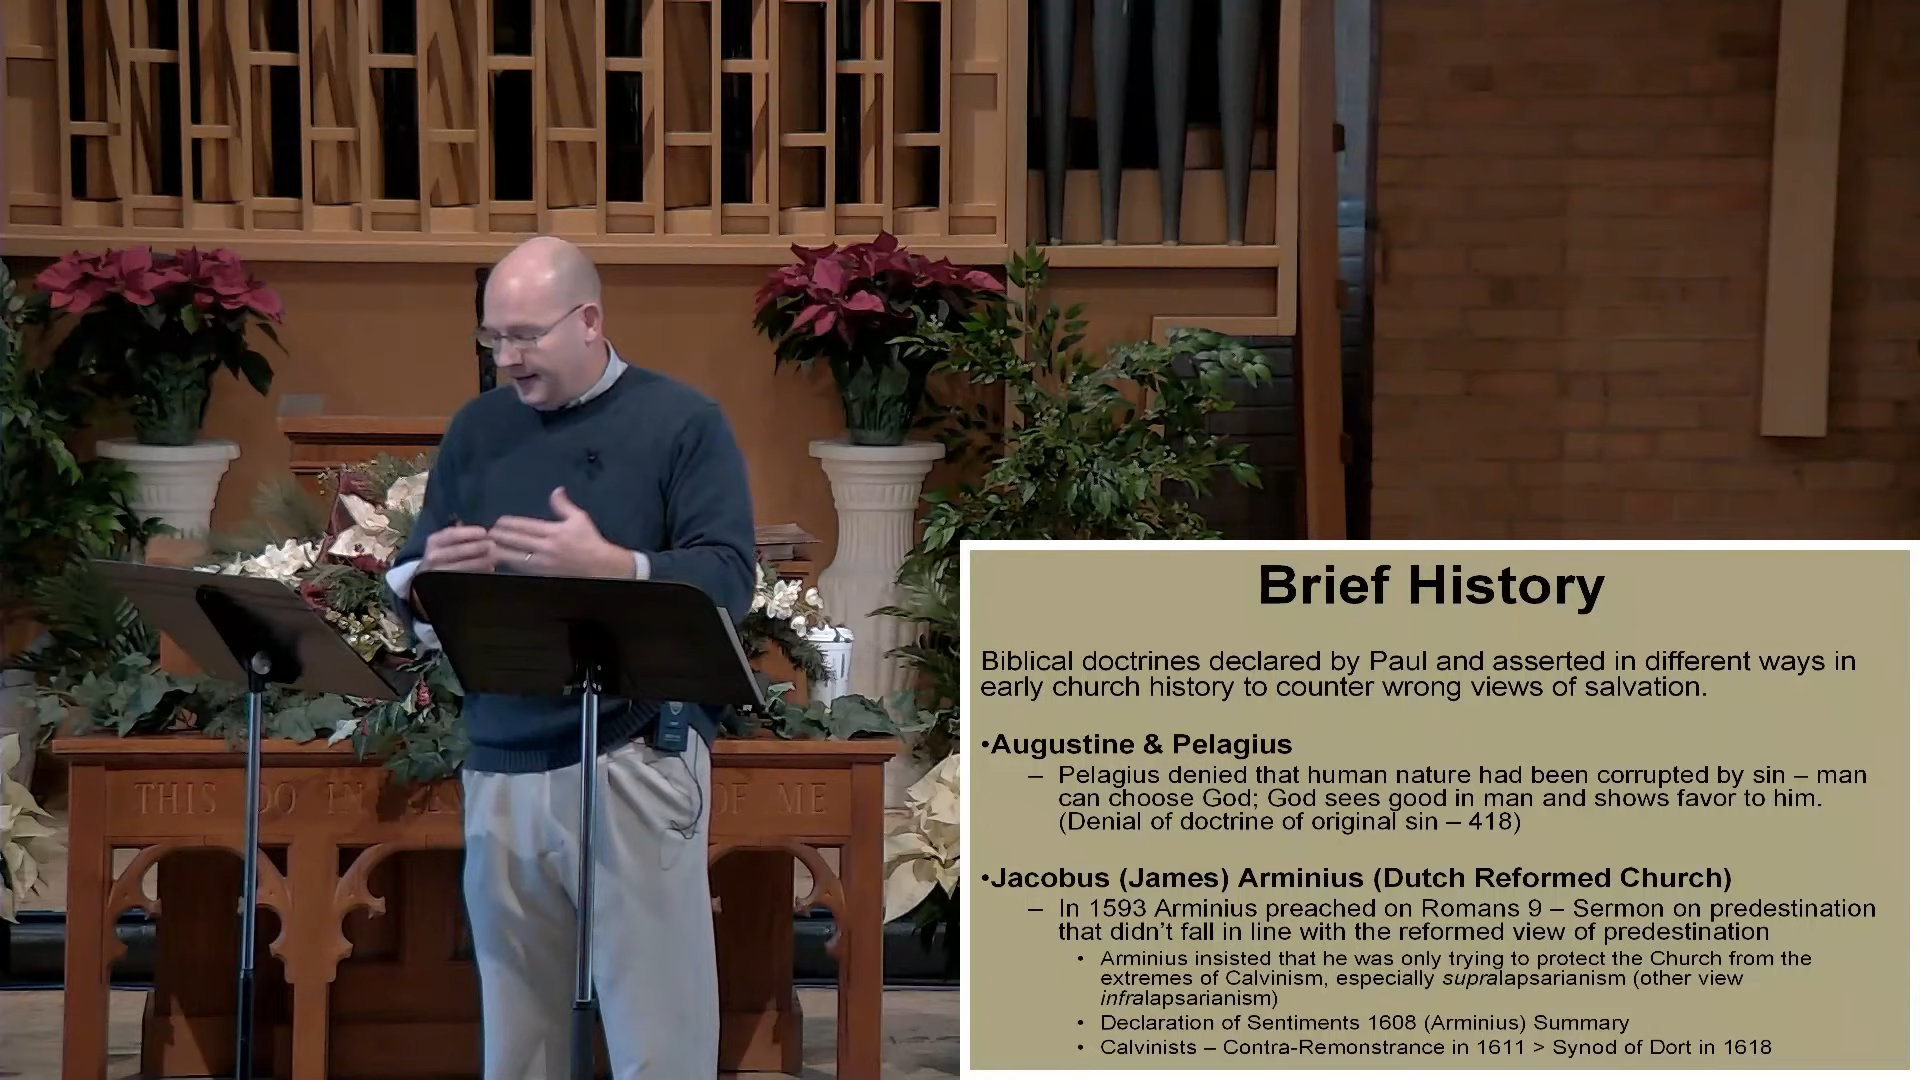 THIS DO IN OF ME
Brief History
Biblical doctrines declared by Paul and asserted in different ways in
early church history to counter wrong views of salvation.
•Augustine & Pelagius
– Pelagius denied that human nature had been corrupted by sin – man
can choose God; God sees good in man and shows favor to him.
(Denial of doctrine of original sin – 418)
•Jacobus (James) Arminius (Dutch Reformed Church)
– In 1593 Arminius preached on Romans 9 – Sermon on predestination
that didn't fall in line with the reformed view of predestination
• Arminius insisted that he was only trying to protect the Church from the
extremes of Calvinism, especially supralapsarianism (other view
infralapsarianism)
• Declaration of Sentiments 1608 (Arminius) Summary
• Calvinists – Contra-Remonstrance in 1611 > Synod of Dort in 1618